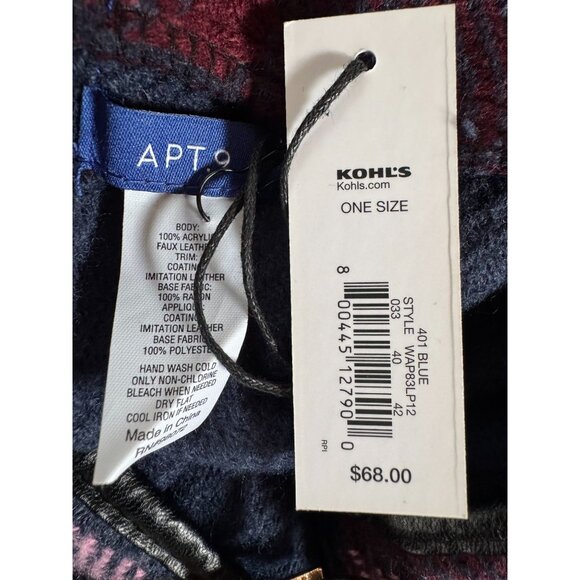 APT. 9
BODY:
100% ACRYLIC
FAUX LEATHER
TRIM:
COATING
IMITATION LEATHER
BASE FABRIC:
100% RAYON
APPLIQUE
COATING
IMITATION LEATHER
BASE FABRIC
100% POLYESTER
HAND WASH COLD
ONLY NON-CHLORINE
BLEACH WHEN NEEDED
DRY FLAT
COOL IRON IF NEEDED
Made in China
KOHL'S
Kohls.com
ONE SIZE
401 BLUE
STYLE WAP83LP12
033 40 42
8 00445 12790 0
RPI
$68.00